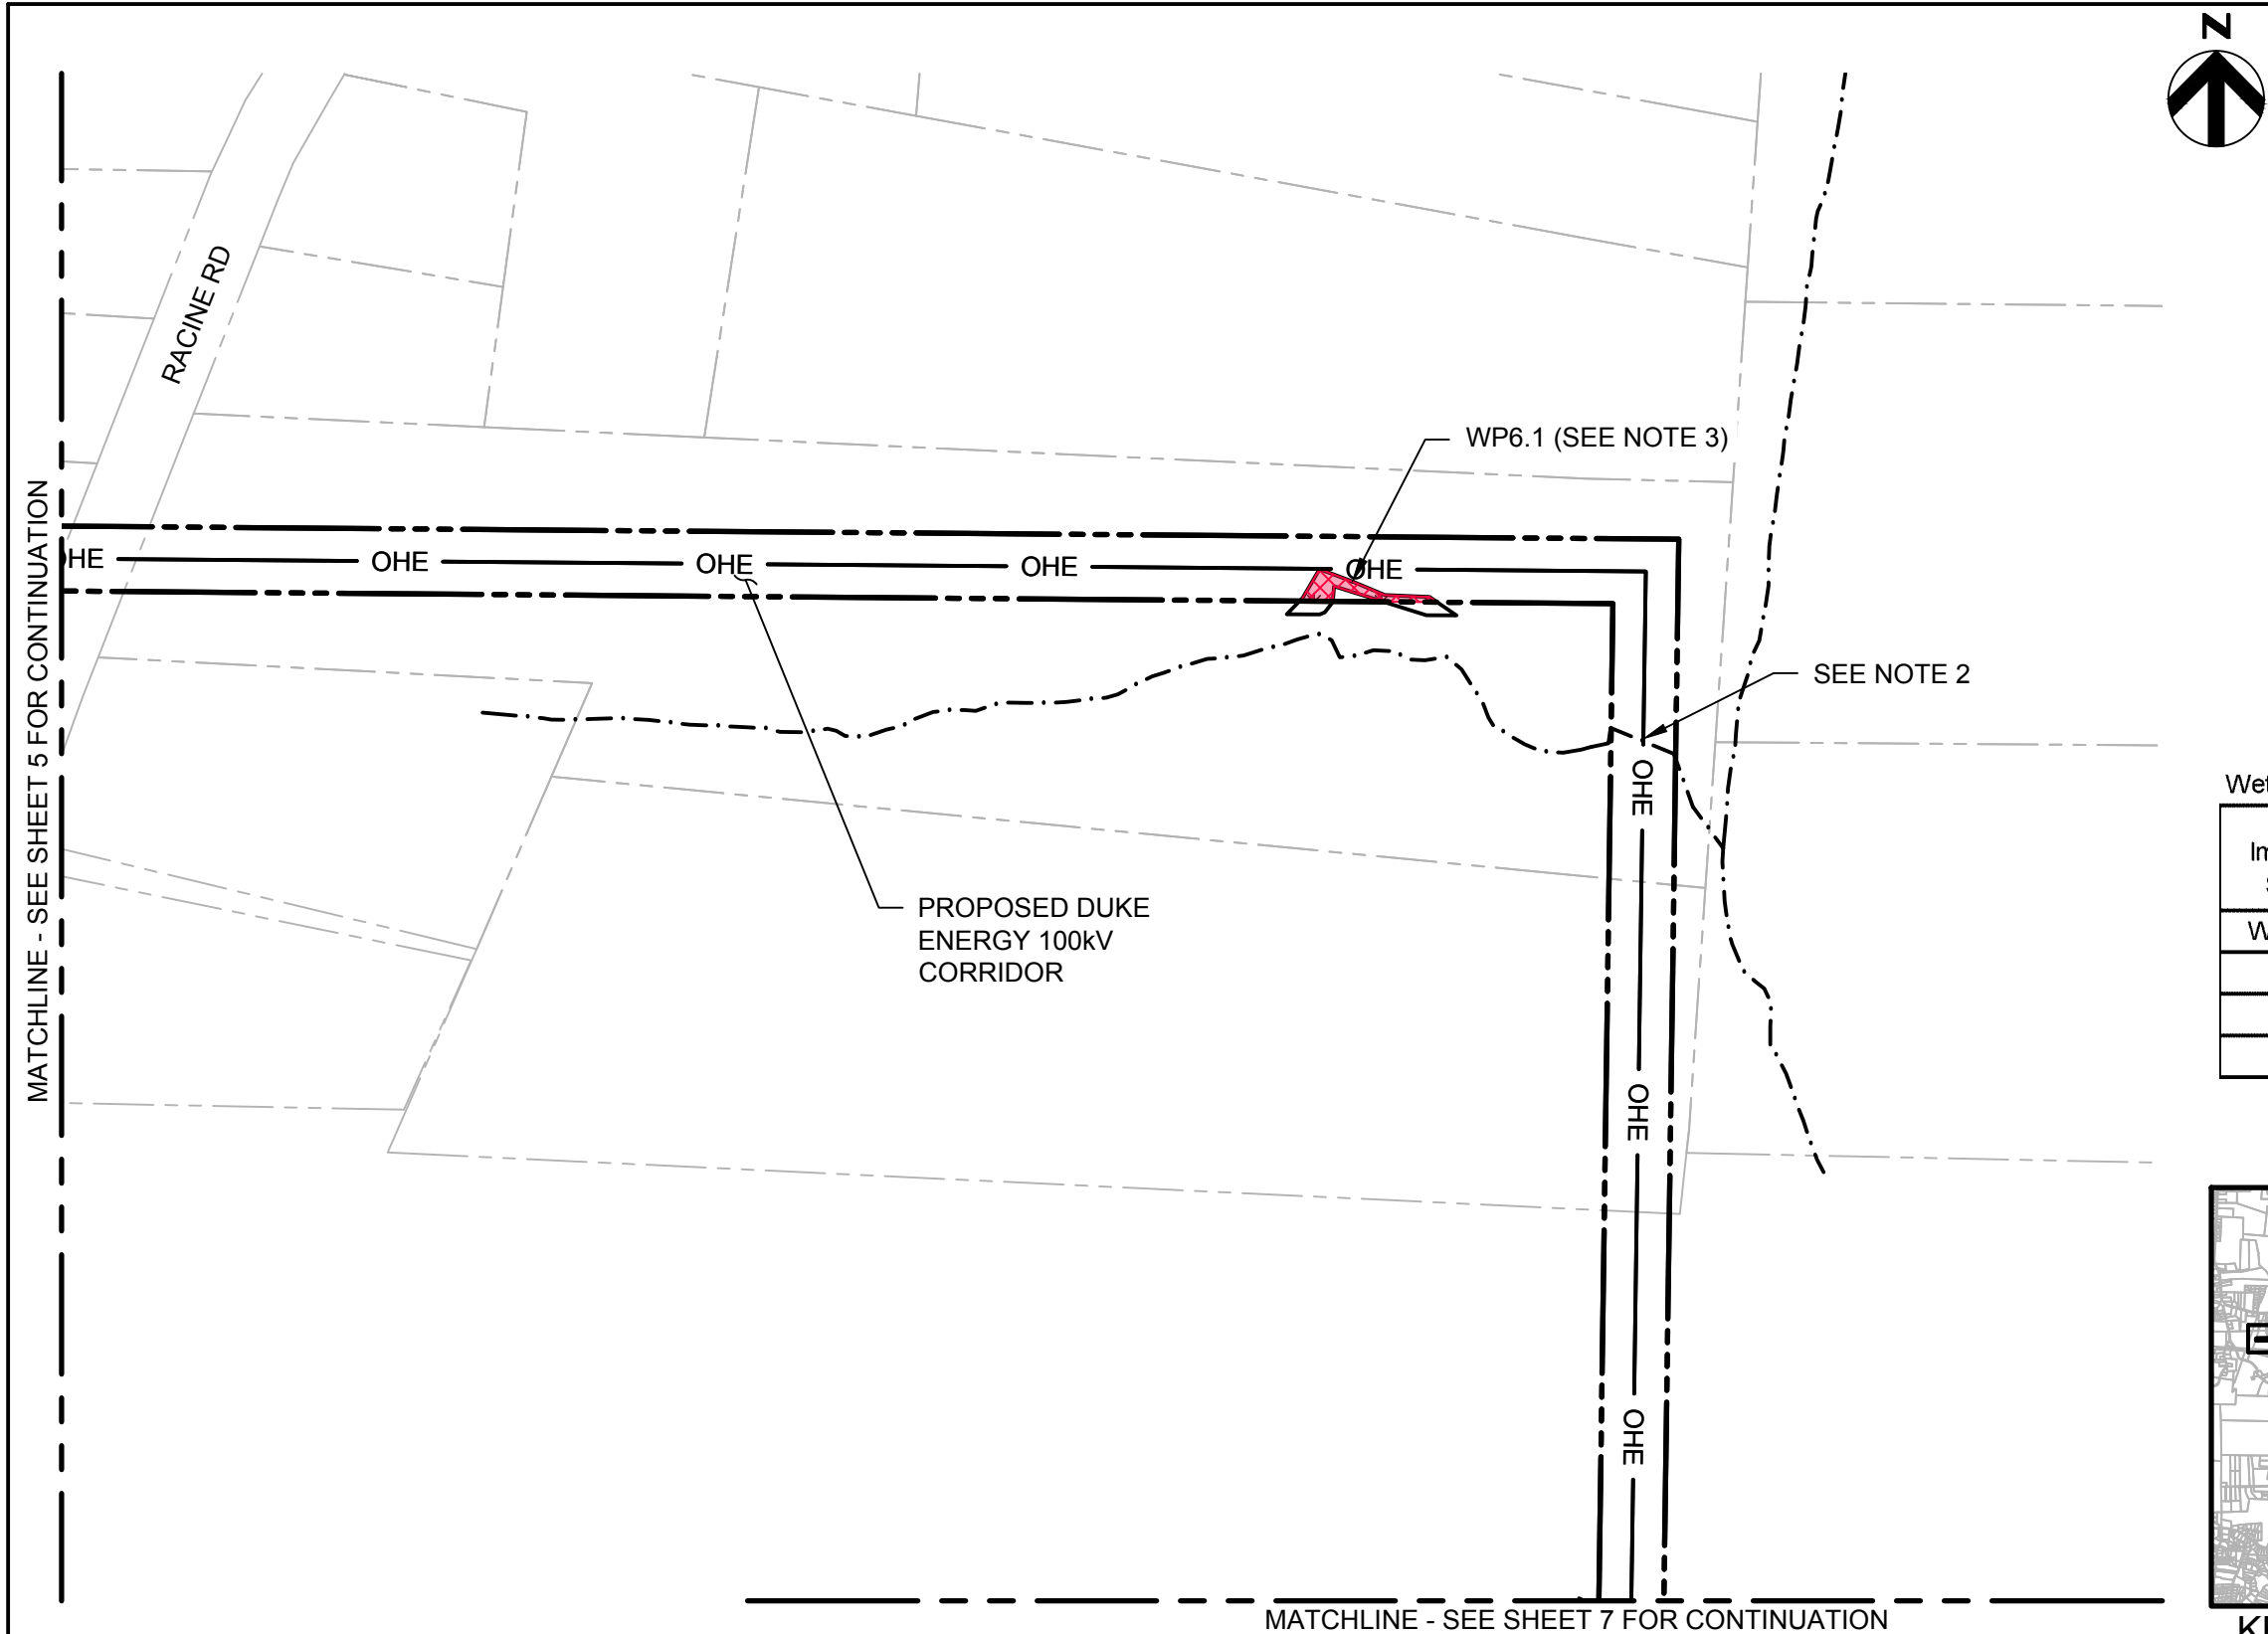 N
RACINE RD
WP6.1 (SEE NOTE 3)
MATCHLINE - SEE SHEET 5 FOR CONTINUATION
HE
OHE
OHE
OHE
OHE
SEE NOTE 2
OHE
PROPOSED DUKE
ENERGY 100kV
CORRIDOR
OHE
OHE
MATCHLINE - SEE SHEET 7 FOR CONTINUATION